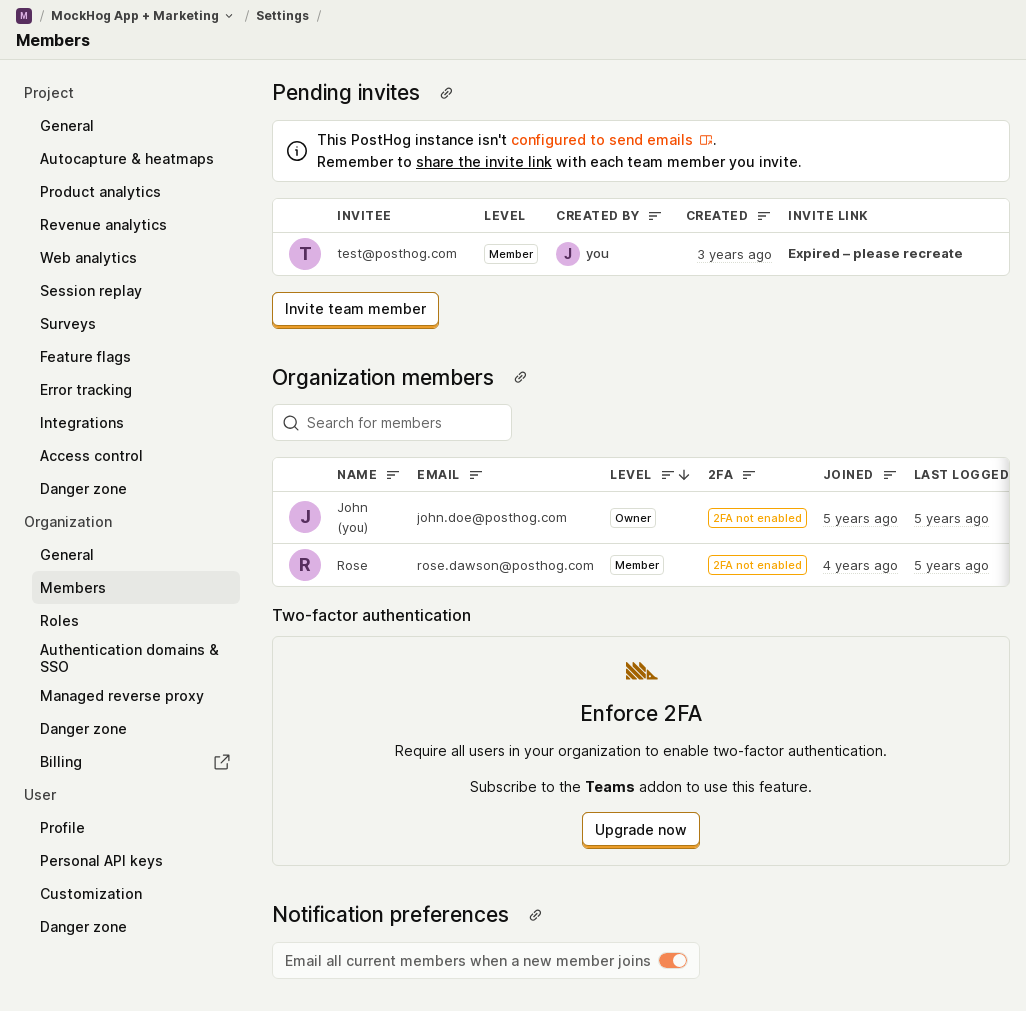 M / MockHog App + Marketing / Settings /
Members
Project
General
Autocapture & heatmaps
Product analytics
Revenue analytics
Web analytics
Session replay
Surveys
Feature flags
Error tracking
Integrations
Access control
Danger zone
Organization
General
Members
Roles
Authentication domains &
SSO
Managed reverse proxy
Danger zone
Billing
User
Profile
Personal API keys
Customization
Danger zone
Pending invites
This PostHog instance isn't configured to send emails.
Remember to share the invite link with each team member you invite.
INVITEE LEVEL CREATED BY CREATED INVITE LINK
T test@posthog.com Member J you 3 years ago Expired – please recreate
Invite team member
Organization members
Search for members
NAME EMAIL LEVEL 2FA JOINED LAST LOGGED
J John
(you) john.doe@posthog.com Owner 2FA not enabled 5 years ago 5 years ago
R Rose rose.dawson@posthog.com Member 2FA not enabled 4 years ago 5 years ago
Two-factor authentication
Enforce 2FA
Require all users in your organization to enable two-factor authentication.
Subscribe to the Teams addon to use this feature.
Upgrade now
Notification preferences
Email all current members when a new member joins